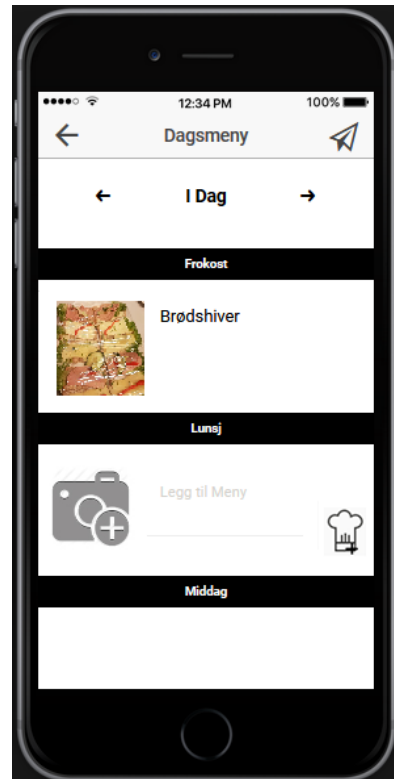 12:34 PM
100%
Dagsmeny
I Dag
Frokost
Brødshiver
Lunsj
Legg til Meny
Middag